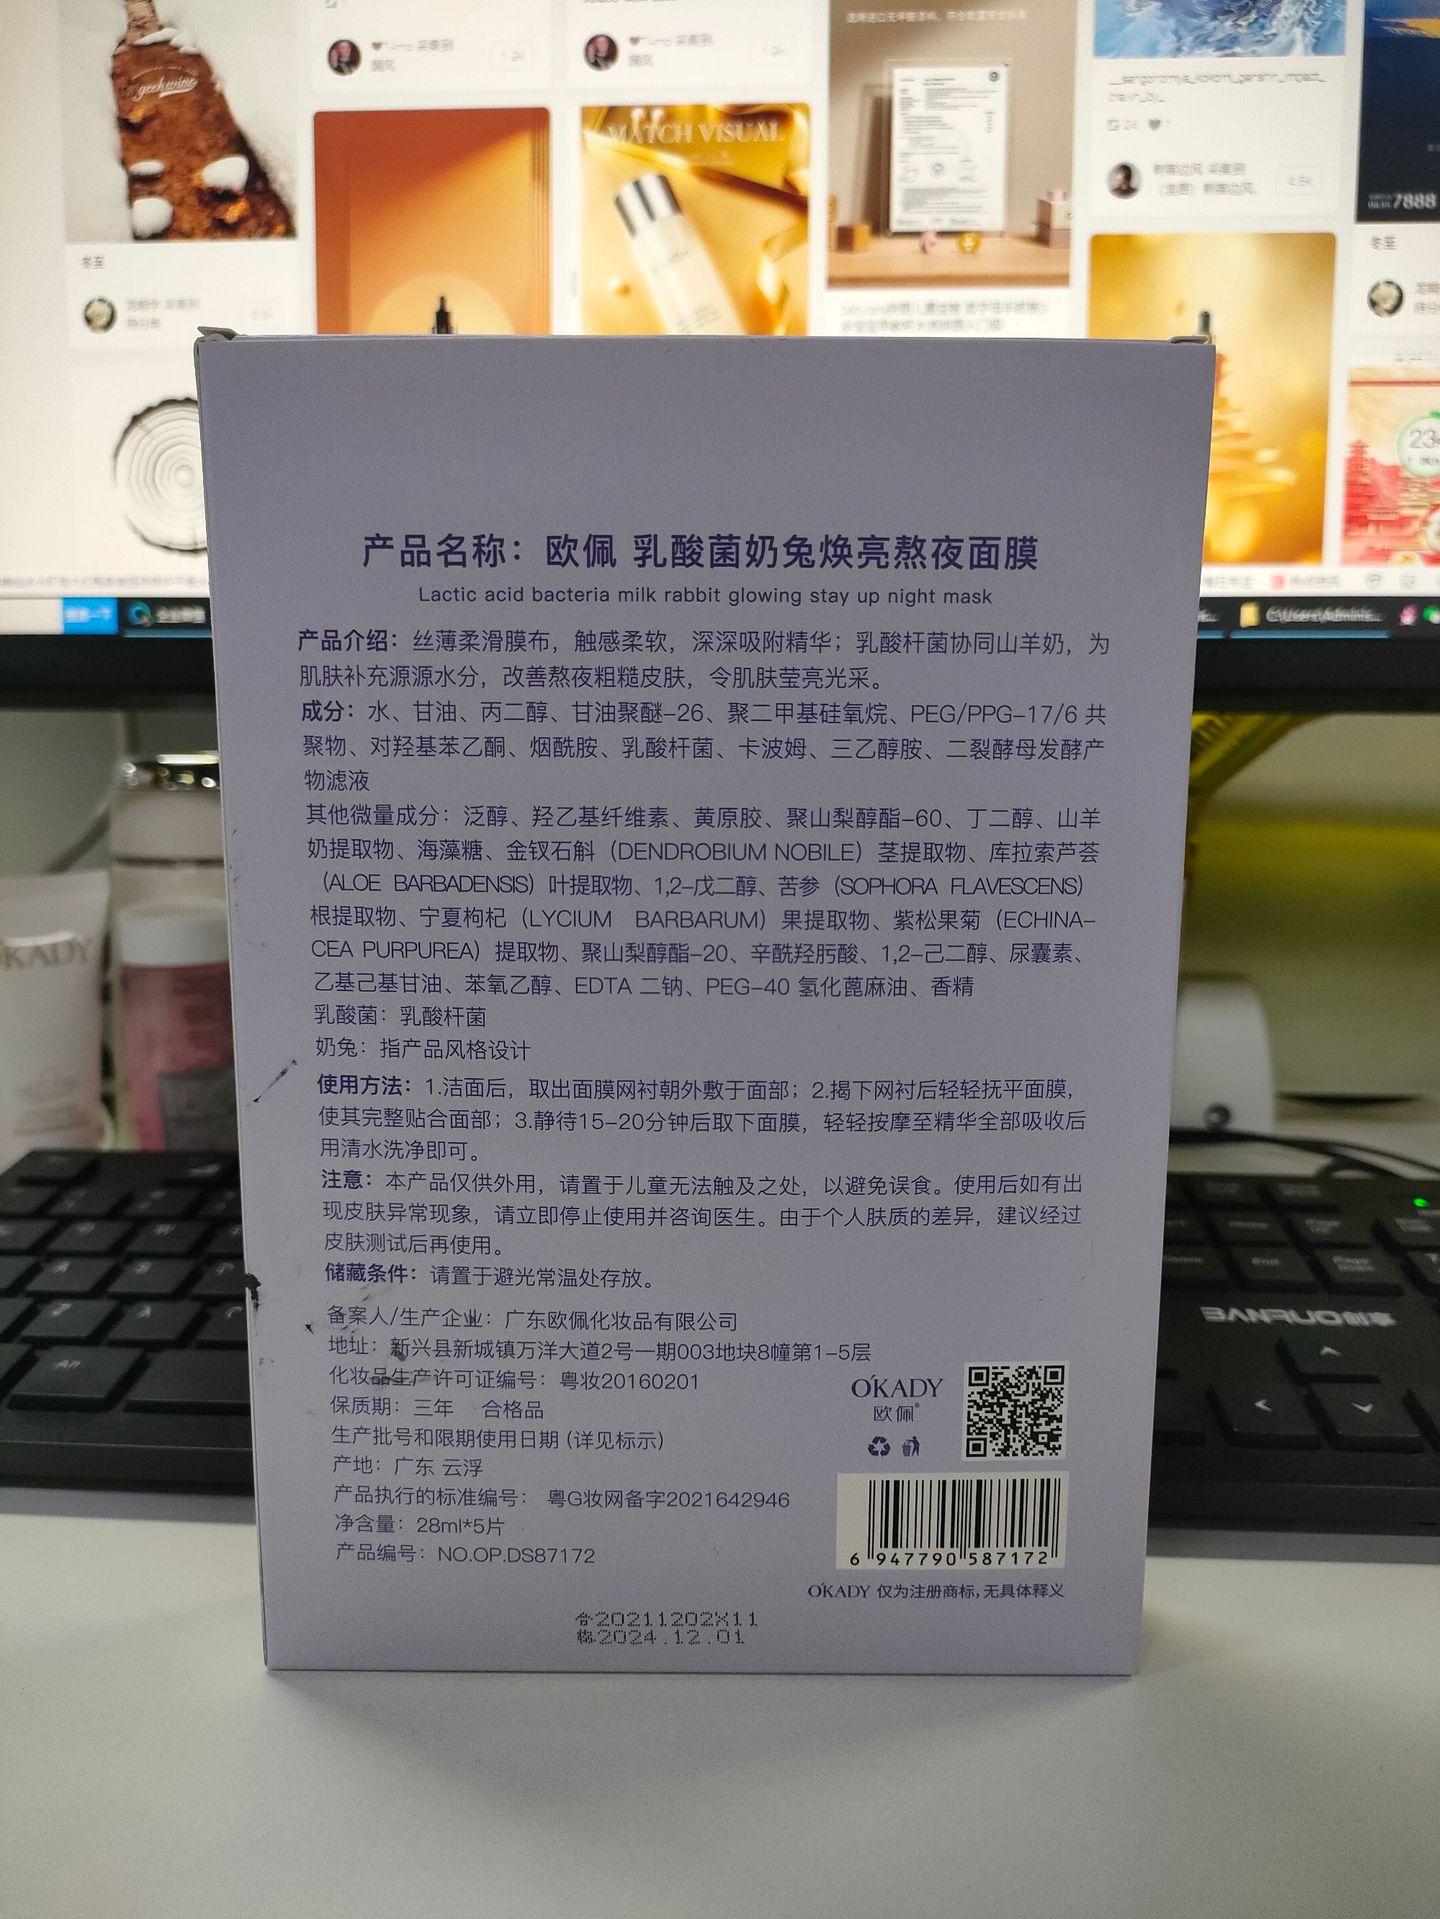 geekwine
冬至
MATCH VISUAL
7888
冬至
C:\Users\Adminis...
产品名称：欧佩 乳酸菌奶兔焕亮熬夜面膜
Lactic acid bacteria milk rabbit glowing stay up night mask
产品介绍：丝薄柔滑膜布，触感柔软，深深吸附精华；乳酸杆菌协同山羊奶，为
肌肤补充源源水分，改善熬夜粗糙皮肤，令肌肤莹亮光采。
成分：水、甘油、丙二醇、甘油聚醚-26、聚二甲基硅氧烷、PEG/PPG-17/6 共
聚物、对羟基苯乙酮、烟酰胺、乳酸杆菌、卡波姆、三乙醇胺、二裂酵母发酵产
物滤液
其他微量成分：泛醇、羟乙基纤维素、黄原胶、聚山梨醇酯-60、丁二醇、山羊
奶提取物、海藻糖、金钗石斛（DENDROBIUM NOBILE）茎提取物、库拉索芦荟
（ALOE BARBADENSIS）叶提取物、1,2-戊二醇、苦参（SOPHORA FLAVESCENS）
根提取物、宁夏枸杞（LYCIUM BARBARUM）果提取物、紫松果菊（ECHINA-
CEA PURPUREA）提取物、聚山梨醇酯-20、辛酰羟肟酸、1,2-己二醇、尿囊素、
乙基己基甘油、苯氧乙醇、EDTA 二钠、PEG-40 氢化蓖麻油、香精
乳酸菌：乳酸杆菌
奶兔：指产品风格设计
使用方法：1.洁面后，取出面膜网衬朝外敷于面部；2.揭下网衬后轻轻抚平面膜，
使其完整贴合面部；3.静待15-20分钟后取下面膜，轻轻按摩至精华全部吸收后
用清水洗净即可。
注意：本产品仅供外用，请置于儿童无法触及之处，以避免误食。使用后如有出
现皮肤异常现象，请立即停止使用并咨询医生。由于个人肤质的差异，建议经过
皮肤测试后再使用。
储藏条件：请置于避光常温处存放。
备案人/生产企业：广东欧佩化妆品有限公司
地址：新兴县新城镇万洋大道2号一期003地块8幢第1-5层
化妆品生产许可证编号：粤妆20160201
保质期：三年 合格品
生产批号和限期使用日期（详见标示）
产地：广东 云浮
产品执行的标准编号： 粤G妆网备字2021642946
净含量：28ml*5片
产品编号：NO.OP.DS87172
O'KADY
欧佩®
6 947790 587172
O'KADY 仅为注册商标，无具体释义
合20211202X11
格2024.12.01
OKADY